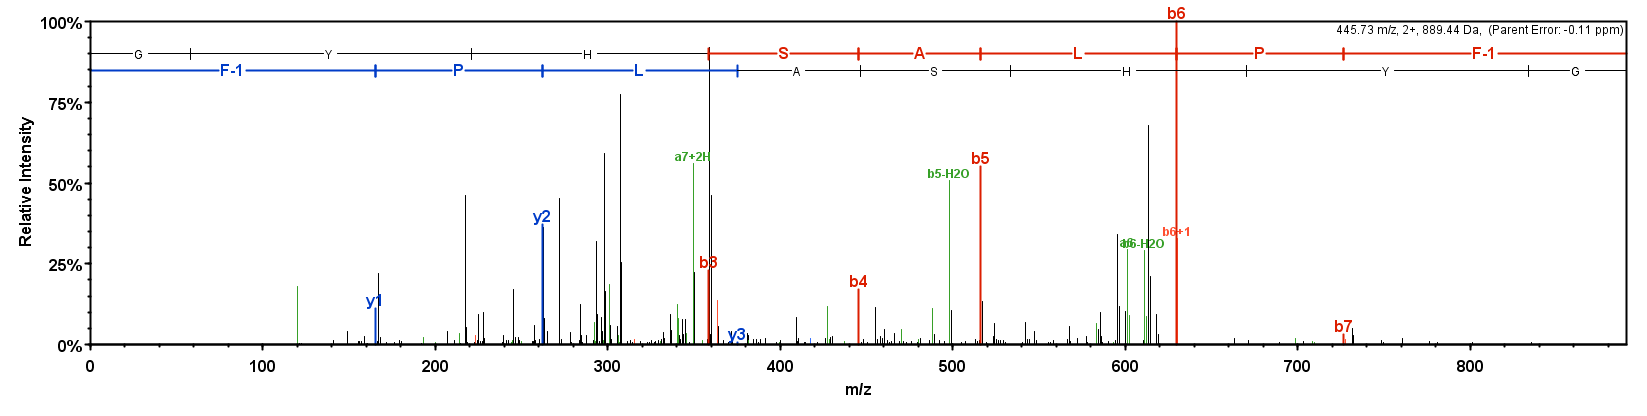 b6
100%
445.73 m/z, 2+, 889.44 Da, (Parent Error: -0.11 ppm)
G Y H S A L P F-1
F-1 P L A S H Y G
75%
a7+2H
b5
b5-H2O
50%
y2
b6+1
b6-H2O
25%
b3
b4
y1
y3
b7
0%
0 100 200 300 400 500 600 700 800
m/z
Relative Intensity